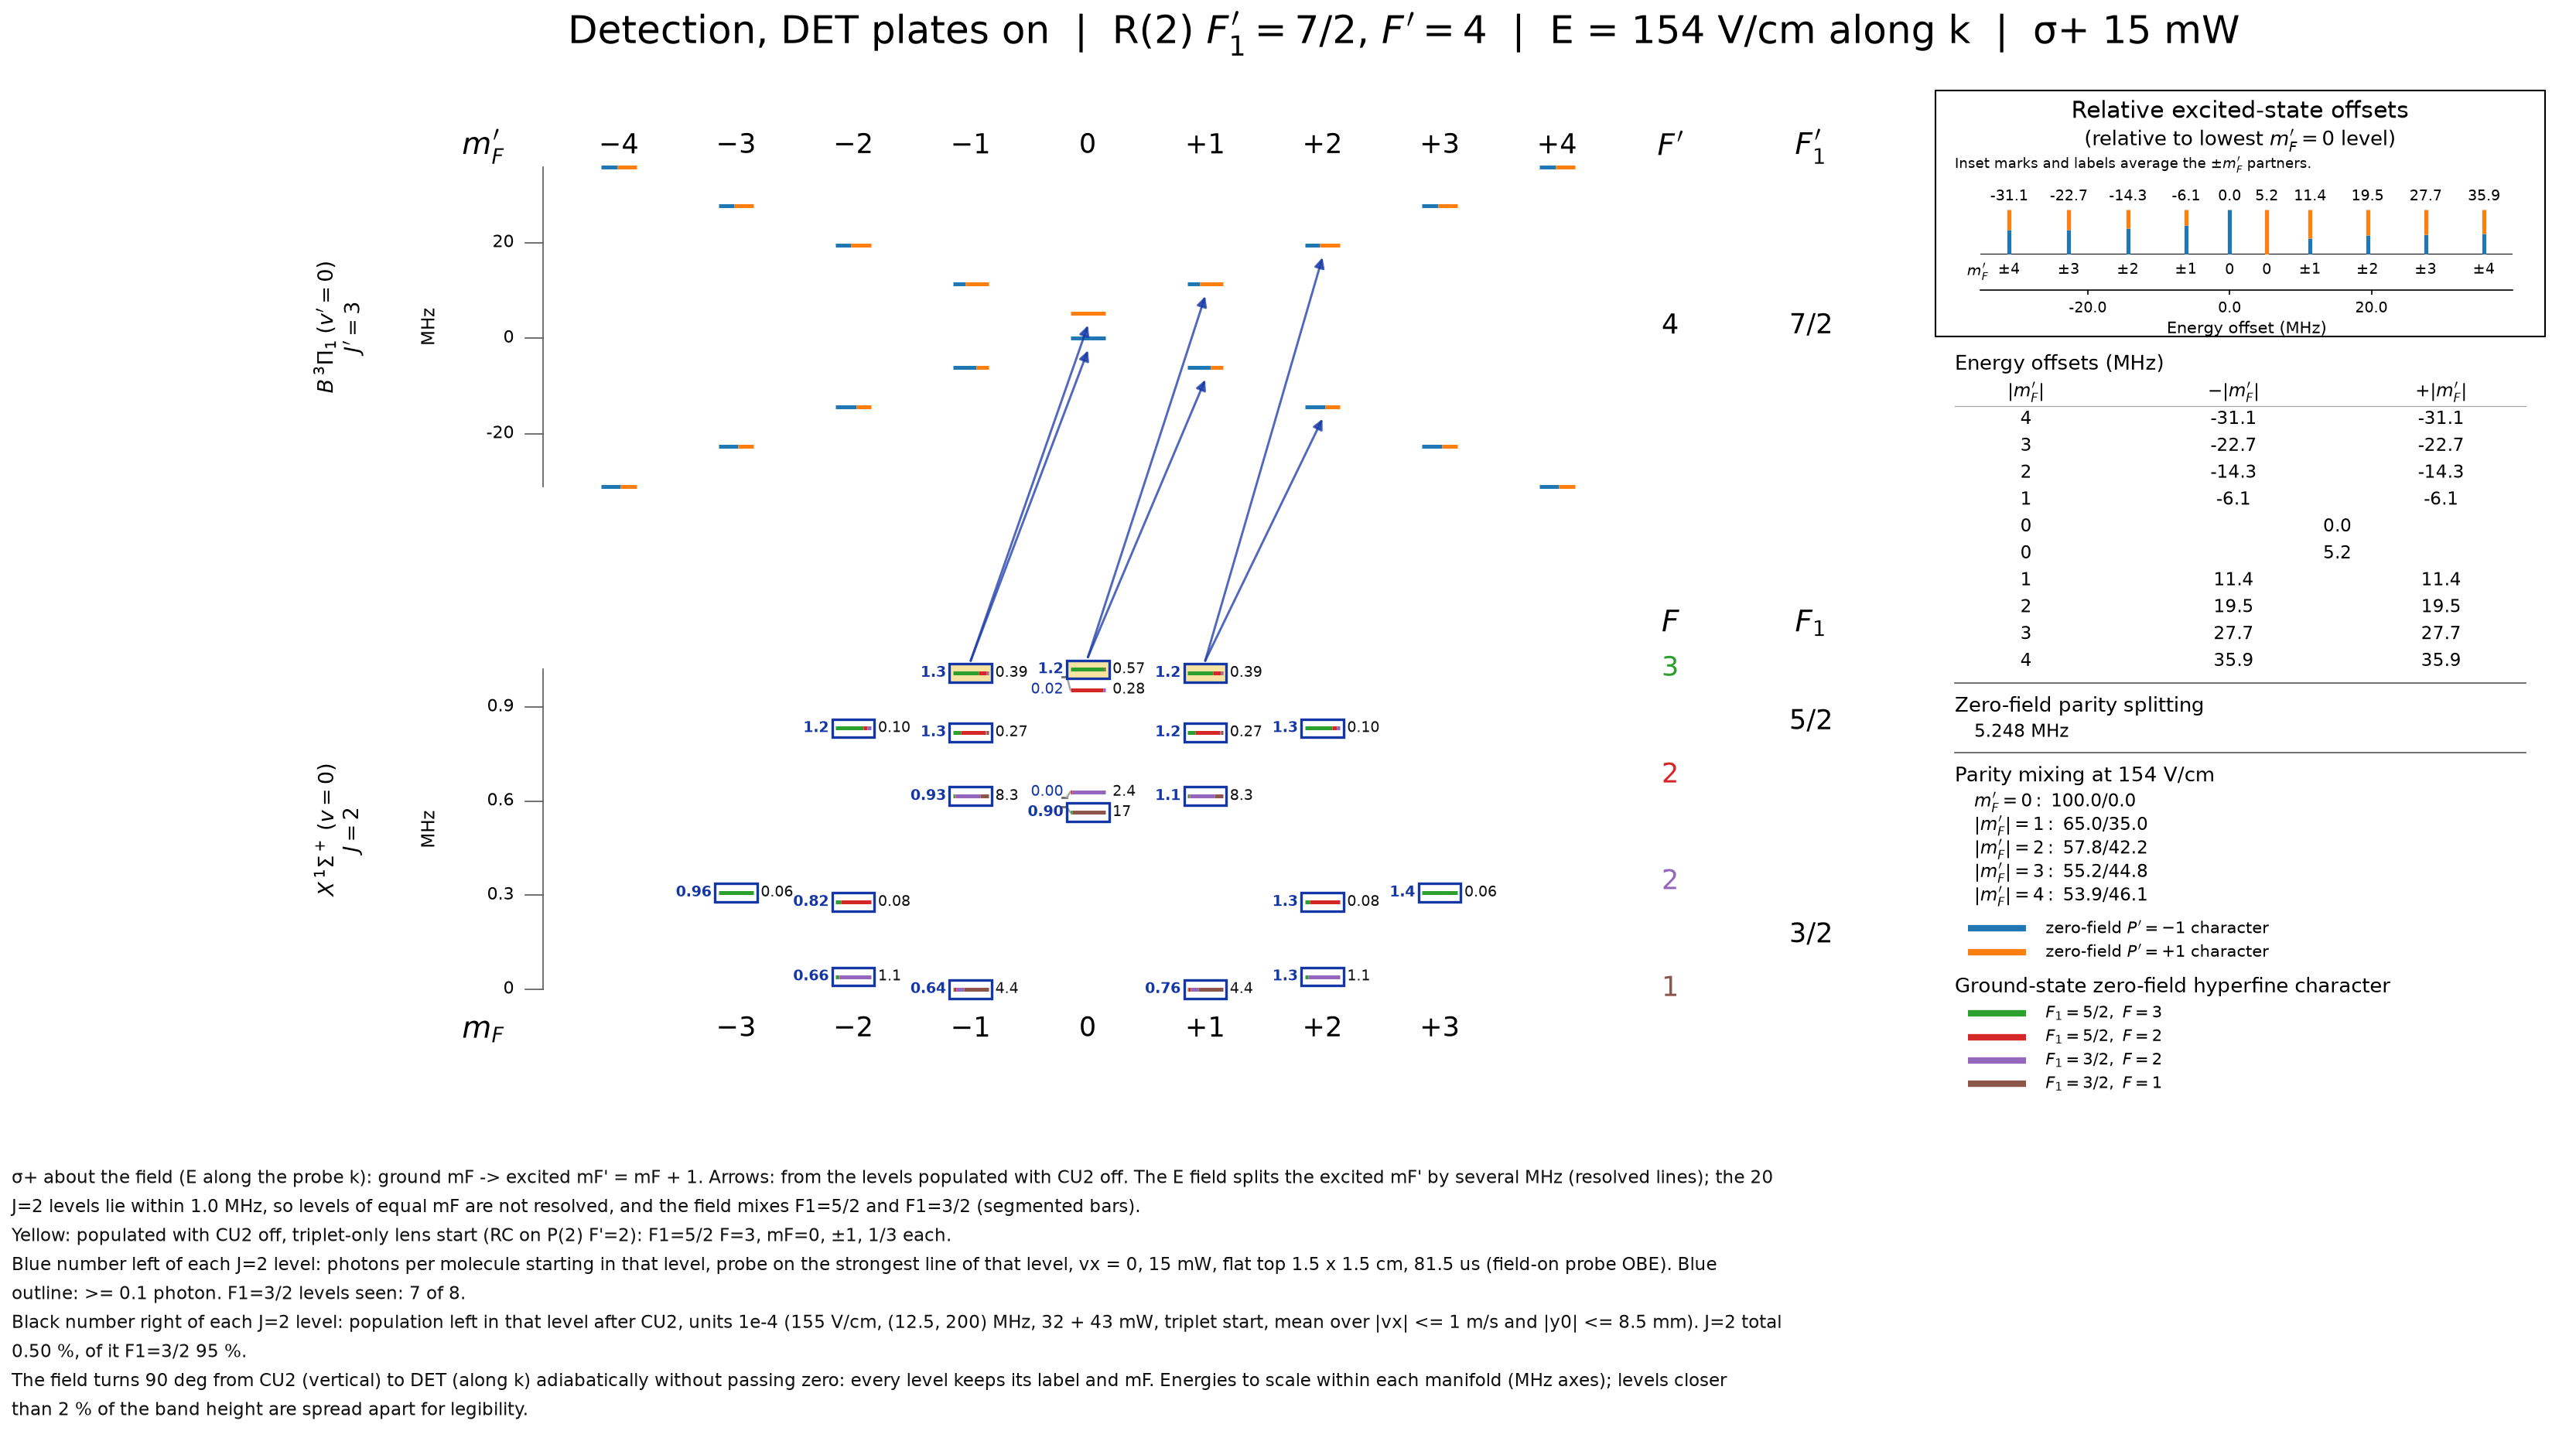 Detection, DET plates on | R(2) F₁′ = 7/2, F′ = 4 | E = 154 V/cm along k | σ+ 15 mW
m′F −4 −3 −2 −1 0 +1 +2 +3 +4 F′ F₁′
20
0
-20
MHz
B ³Π₁ (v′ = 0)
J′ = 3
4 7/2
F F₁
3
5/2
2
2
3/2
1
0.9
0.6
0.3
0
MHz
X ¹Σ⁺ (v = 0)
J = 2
1.3 0.39 1.2 0.57 1.2 0.39
0.02 0.28
1.2 0.10 1.3 0.27 1.2 0.27 1.3 0.10
0.93 8.3 0.00 2.4 1.1 8.3
0.90 17
0.96 0.06 0.82 0.08 1.3 0.08 1.4 0.06
0.66 1.1 0.64 4.4 0.76 4.4 1.3 1.1
mF −3 −2 −1 0 +1 +2 +3
Relative excited-state offsets
(relative to lowest m′F = 0 level)
Inset marks and labels average the ±m′F partners.
-31.1 -22.7 -14.3 -6.1 0.0 5.2 11.4 19.5 27.7 35.9
m′F ±4 ±3 ±2 ±1 0 0 ±1 ±2 ±3 ±4
-20.0 0.0 20.0
Energy offset (MHz)
Energy offsets (MHz)
|m′F| −|m′F| +|m′F|
4 -31.1 -31.1
3 -22.7 -22.7
2 -14.3 -14.3
1 -6.1 -6.1
0 0.0
0 5.2
1 11.4 11.4
2 19.5 19.5
3 27.7 27.7
4 35.9 35.9
Zero-field parity splitting
5.248 MHz
Parity mixing at 154 V/cm
m′F = 0 : 100.0/0.0
|m′F| = 1 : 65.0/35.0
|m′F| = 2 : 57.8/42.2
|m′F| = 3 : 55.2/44.8
|m′F| = 4 : 53.9/46.1
zero-field P′ = −1 character
zero-field P′ = +1 character
Ground-state zero-field hyperfine character
F₁ = 5/2, F = 3
F₁ = 5/2, F = 2
F₁ = 3/2, F = 2
F₁ = 3/2, F = 1
σ+ about the field (E along the probe k): ground mF -> excited mF' = mF + 1. Arrows: from the levels populated with CU2 off. The E field splits the excited mF' by several MHz (resolved lines); the 20
J=2 levels lie within 1.0 MHz, so levels of equal mF are not resolved, and the field mixes F1=5/2 and F1=3/2 (segmented bars).
Yellow: populated with CU2 off, triplet-only lens start (RC on P(2) F'=2): F1=5/2 F=3, mF=0, ±1, 1/3 each.
Blue number left of each J=2 level: photons per molecule starting in that level, probe on the strongest line of that level, vx = 0, 15 mW, flat top 1.5 x 1.5 cm, 81.5 us (field-on probe OBE). Blue
outline: >= 0.1 photon. F1=3/2 levels seen: 7 of 8.
Black number right of each J=2 level: population left in that level after CU2, units 1e-4 (155 V/cm, (12.5, 200) MHz, 32 + 43 mW, triplet start, mean over |vx| <= 1 m/s and |y0| <= 8.5 mm). J=2 total
0.50 %, of it F1=3/2 95 %.
The field turns 90 deg from CU2 (vertical) to DET (along k) adiabatically without passing zero: every level keeps its label and mF. Energies to scale within each manifold (MHz axes); levels closer
than 2 % of the band height are spread apart for legibility.